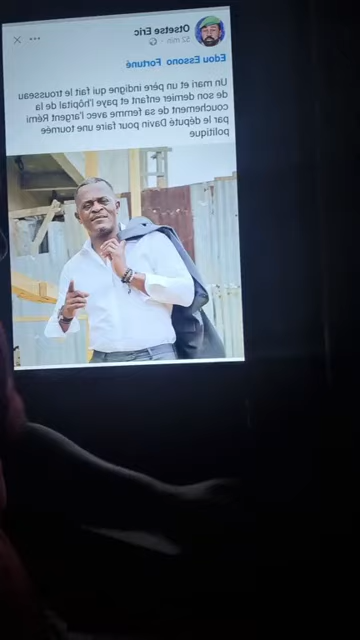 Otsetse Eric
52 min
Edou Essono Fortuné
Un mari et un père indigne qui fait le trousseau
de son dernier enfant et paye l'hôpital de la
couchement de sa femme avec l'argent Rémi
par le député Davin pour faire une tournée
politique